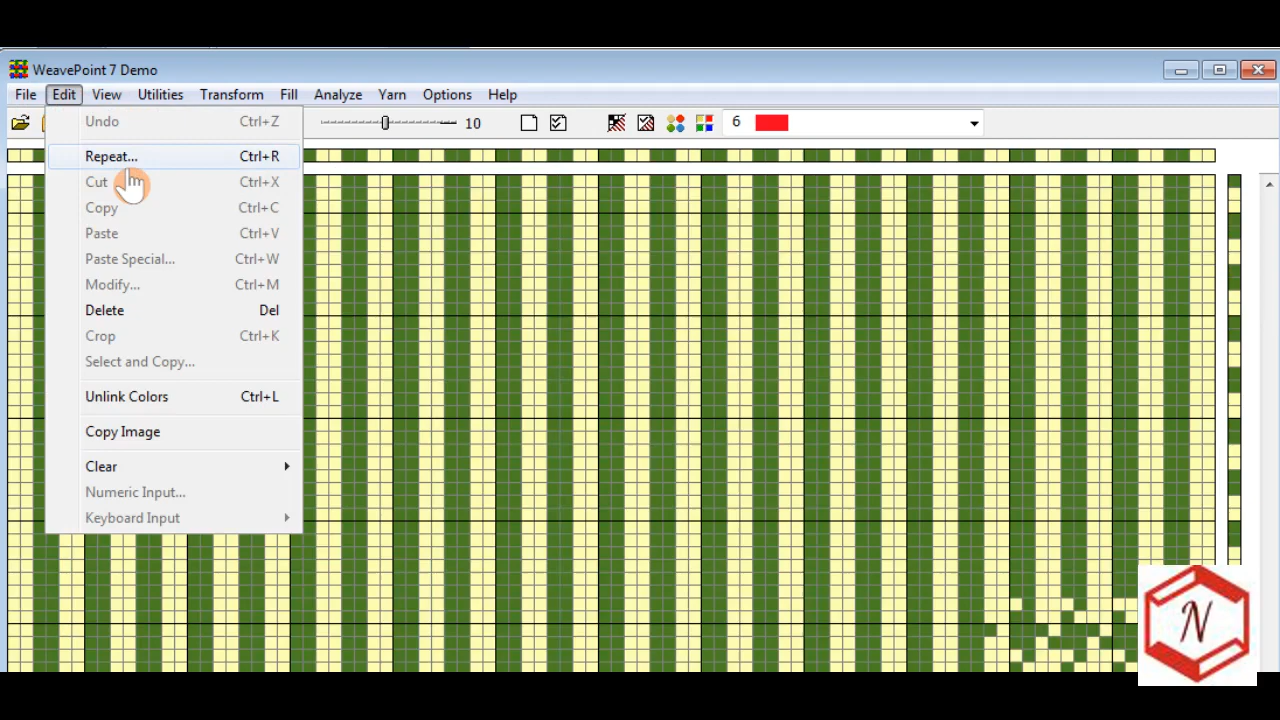 WeavePoint 7 Demo
File Edit View Utilities Transform Fill Analyze Yarn Options Help
10 6
Undo Ctrl+Z
Repeat... Ctrl+R
Cut Ctrl+X
Copy Ctrl+C
Paste Ctrl+V
Paste Special... Ctrl+W
Modify... Ctrl+M
Delete Del
Crop Ctrl+K
Select and Copy...
Unlink Colors Ctrl+L
Copy Image
Clear
Numeric Input...
Keyboard Input
N